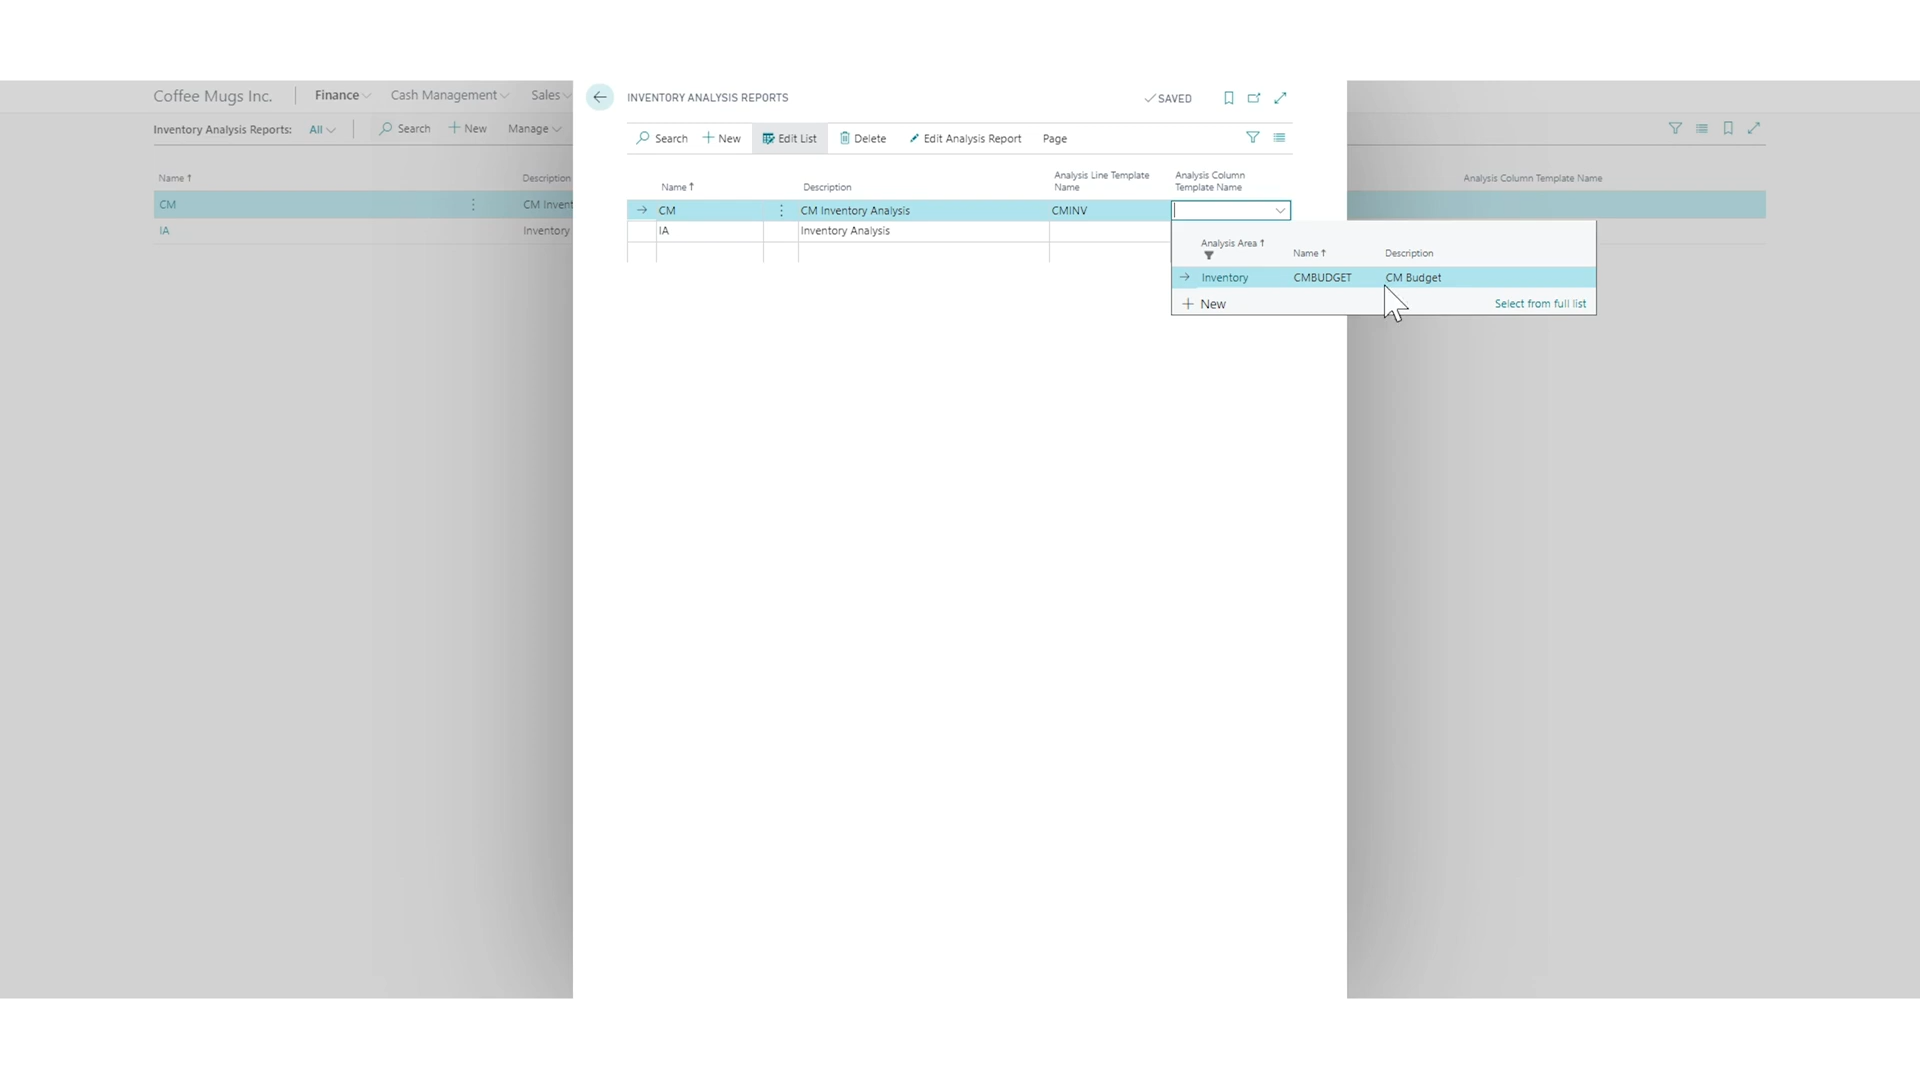 Coffee Mugs Inc. Finance Cash Management Sales
Inventory Analysis Reports: All Search New Manage
Name Description Analysis Column Template Name
CM CM Invent
IA Inventory
INVENTORY ANALYSIS REPORTS SAVED
Search New Edit List Delete Edit Analysis Report Page
Name Description Analysis Line Template Name Analysis Column Template Name
CM CM Inventory Analysis CMINV
IA Inventory Analysis
Analysis Area Name Description
Inventory CMBUDGET CM Budget
New Select from full list